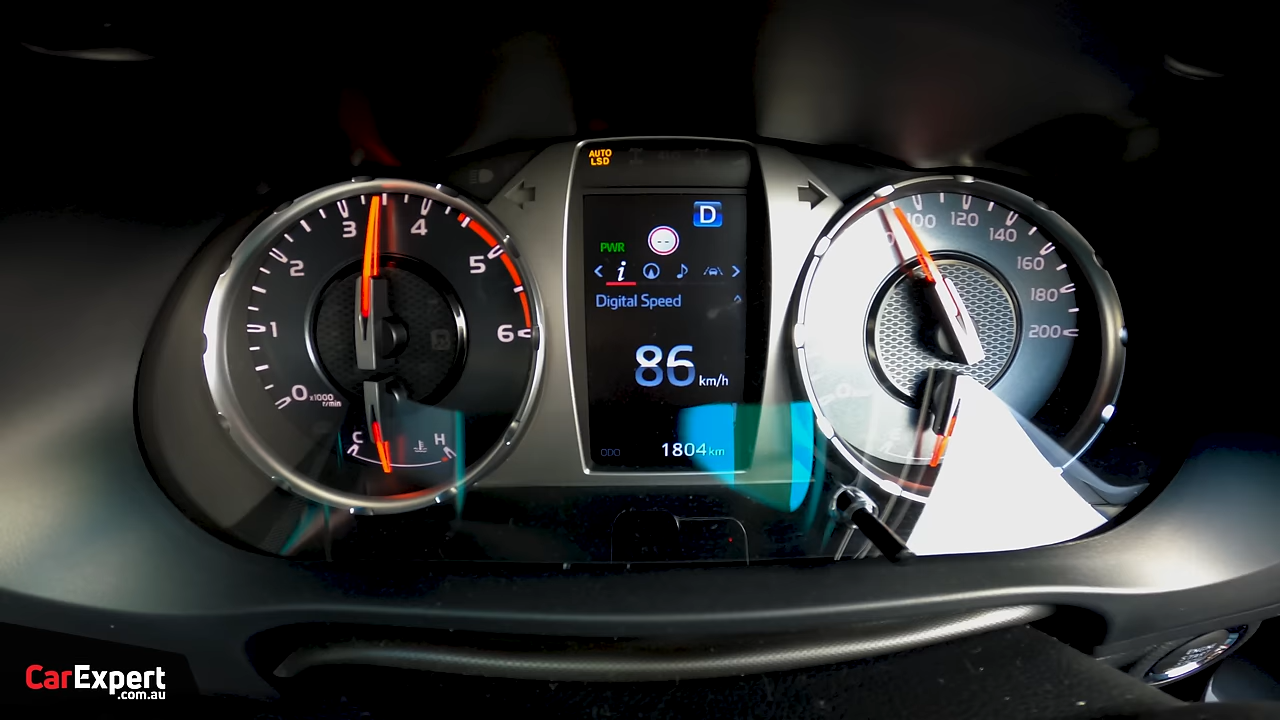 AUTO
LSD
D
PWR
--
i
Digital Speed
86 km/h
ODO 1804 km
0
1
2
3
4
5
6
x1000
r/min
C H
100
120
140
160
180
200
CarExpert
.com.au